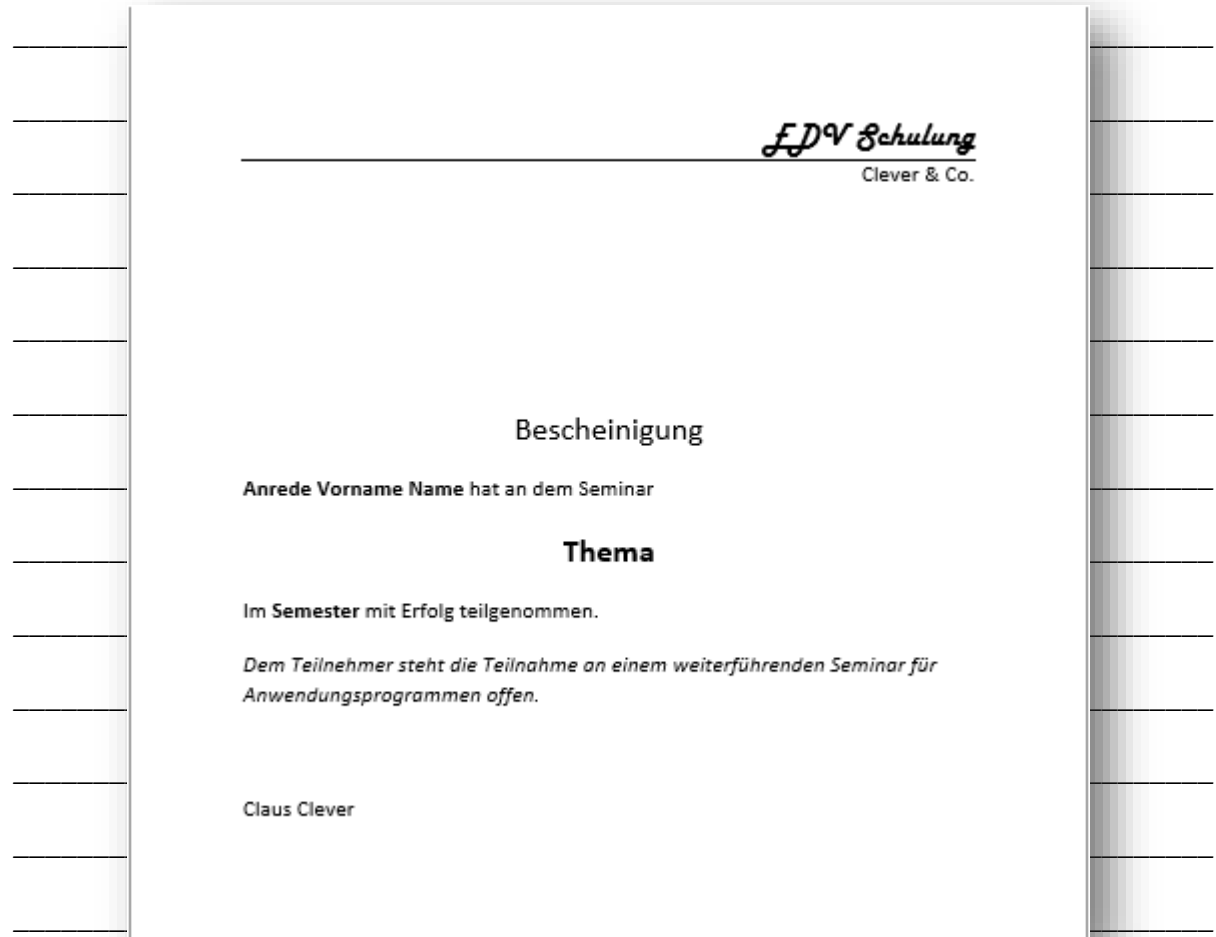 EDV Schulung
Clever & Co.
Bescheinigung
Anrede Vorname Name hat an dem Seminar
Thema
Im Semester mit Erfolg teilgenommen.
Dem Teilnehmer steht die Teilnahme an einem weiterführenden Seminar für
Anwendungsprogrammen offen.
Claus Clever